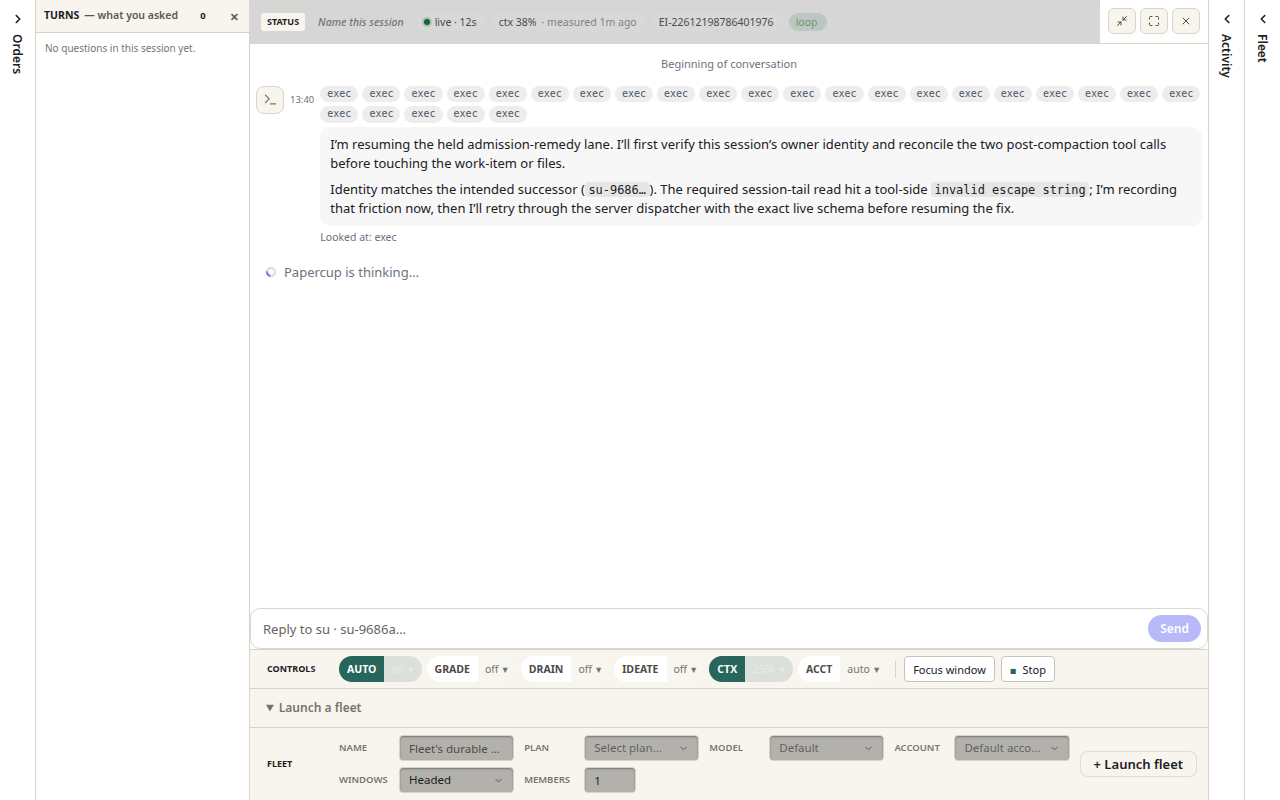 Orders
TURNS — what you asked 0 ×
No questions in this session yet.
STATUS Name this session live · 12s ctx 38% · measured 1m ago EI-22612198786401976 loop
Beginning of conversation
13:40 exec exec exec exec exec exec exec exec exec exec exec exec exec exec exec exec exec exec exec exec exec
exec exec exec exec exec
I'm resuming the held admission-remedy lane. I'll first verify this session's owner identity and reconcile the two post-compaction tool calls
before touching the work-item or files.
Identity matches the intended successor ( su-9686… ). The required session-tail read hit a tool-side invalid escape string; I'm recording
that friction now, then I'll retry through the server dispatcher with the exact live schema before resuming the fix.
Looked at: exec
Papercup is thinking...
Reply to su · su-9686a... Send
CONTROLS AUTO on ▾ GRADE off ▾ DRAIN off ▾ IDEATE off ▾ CTX ▾ ACCT auto ▾ Focus window ■ Stop
▼ Launch a fleet
FLEET
NAME Fleet's durable ... PLAN Select plan... MODEL Default ACCOUNT Default acco...
WINDOWS Headed MEMBERS 1
+ Launch fleet
Activity
Fleet